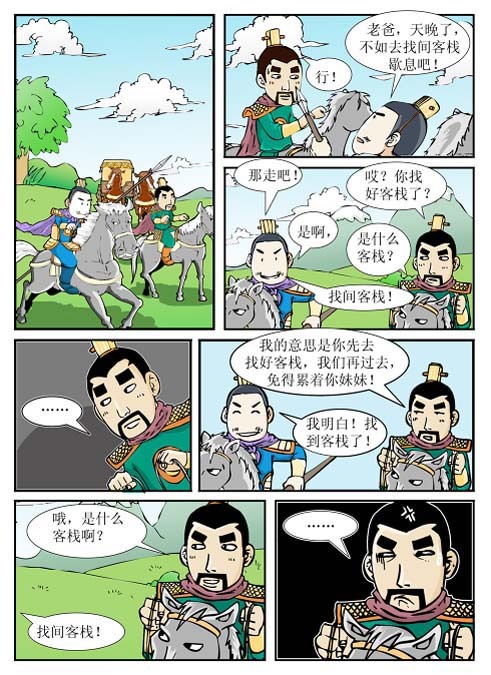 老爸，天晚了，
不如去找间客栈
歇息吧！
行！
那走吧！
哎？你找
好客栈了？
是啊，
是什么
客栈？
找间客栈！
……
我的意思是你先去
找好客栈，我们再过去，
免得累着你妹妹！
我明白！找
到客栈了！
哦，是什么
客栈啊？
找间客栈！
……